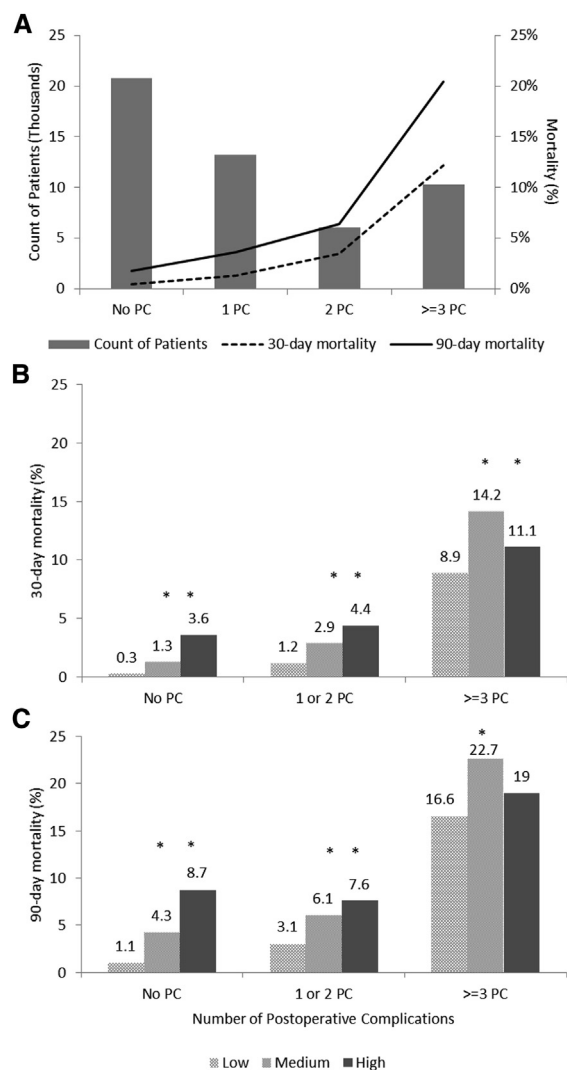 A
25%
25
20%
20
15%
15
10%
10
5%
5
0%
0
Count of Patients (Thousands)
Mortality (%)
No PC 1 PC 2 PC >=3 PC
Count of Patients 30-day mortality 90-day mortality
B
25
20
15
10
5
0
30-day mortality (%)
* * * * * *
0.3 1.3 3.6 1.2 2.9 4.4 8.9 14.2 11.1
No PC 1 or 2 PC >=3 PC
C
25
20
15
10
5
0
90-day mortality (%)
* * * * *
1.1 4.3 8.7 3.1 6.1 7.6 16.6 22.7 19
No PC 1 or 2 PC >=3 PC
Number of Postoperative Complications
Low Medium High